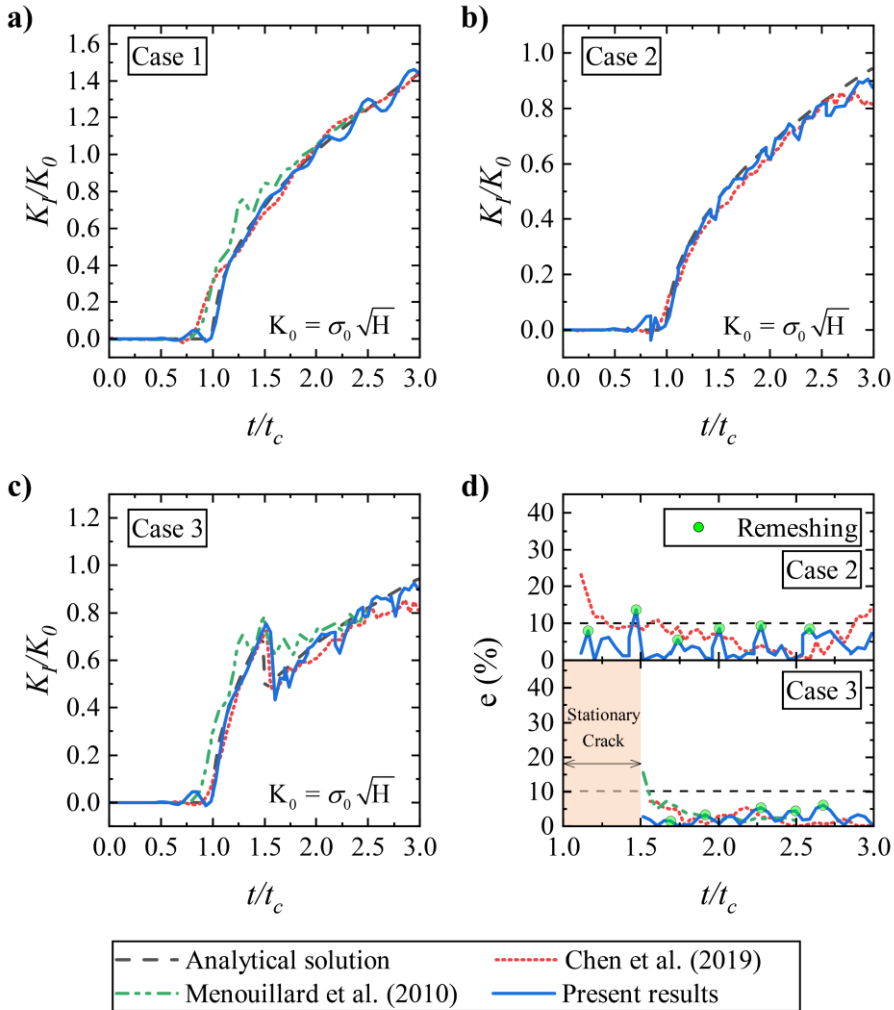 a)
Case 1
1.6
1.4
1.2
1.0
0.8
0.6
0.4
0.2
0.0
K_I/K_0
K_0 = σ_0√H
0.0 0.5 1.0 1.5 2.0 2.5 3.0
t/t_c
b)
Case 2
1.0
0.8
0.6
0.4
0.2
0.0
K_I/K_0
K_0 = σ_0√H
0.0 0.5 1.0 1.5 2.0 2.5 3.0
t/t_c
c)
Case 3
1.2
1.0
0.8
0.6
0.4
0.2
0.0
K_I/K_0
K_0 = σ_0√H
0.0 0.5 1.0 1.5 2.0 2.5 3.0
t/t_c
d)
40
30
20
10
0
Remeshing
Case 2
e (%)
40
30
20
10
0
Case 3
Stationary
Crack
1.0 1.5 2.0 2.5 3.0
t/t_c
Analytical solution
Chen et al. (2019)
Menouillard et al. (2010)
Present results